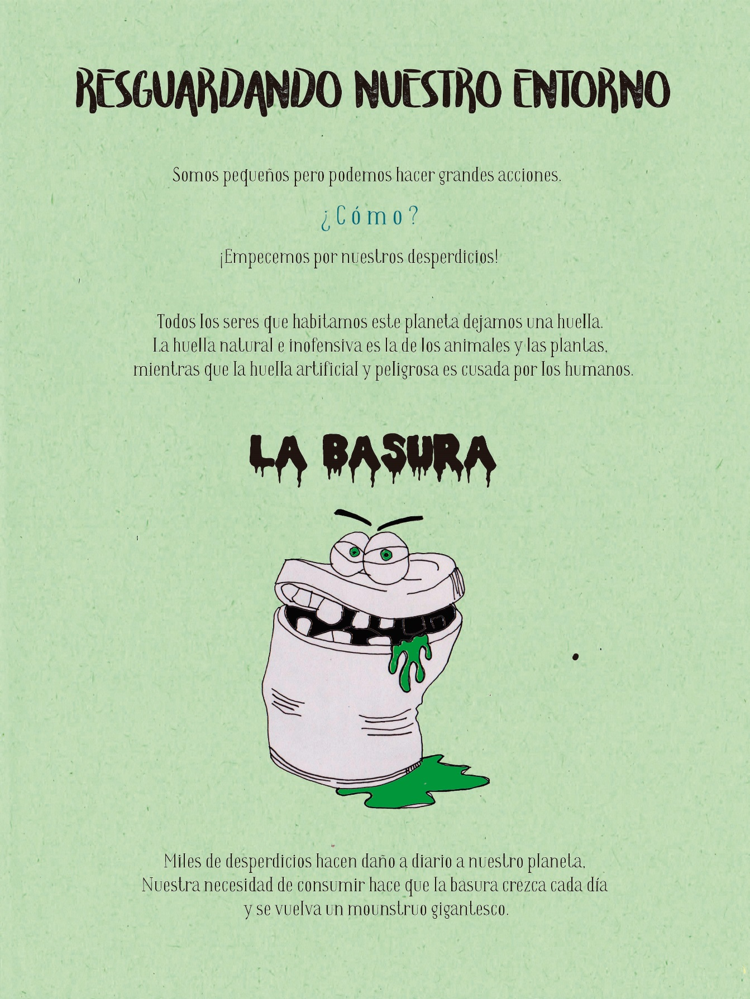 RESGUARDANDO NUESTRO ENTORNO
Somos pequeños pero podemos hacer grandes acciones.
¿Cómo?
¡Empecemos por nuestros desperdicios!
Todos los seres que habitamos este planeta dejamos una huella.
La huella natural e inofensiva es la de los animales y las plantas,
mientras que la huella artificial y peligrosa es cusada por los humanos.
LA BASURA
Miles de desperdicios hacen daño a diario a nuestro planeta,
Nuestra necesidad de consumir hace que la basura crezca cada día
y se vuelva un mounstruo gigantesco.